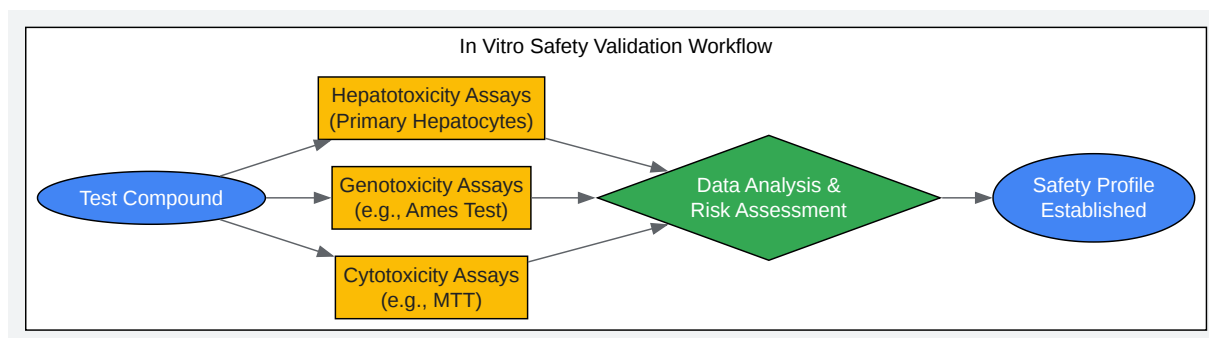 In Vitro Safety Validation Workflow
Hepatotoxicity Assays
(Primary Hepatocytes)
Test Compound
Genotoxicity Assays
(e.g., Ames Test)
Cytotoxicity Assays
(e.g., MTT)
Data Analysis &
Risk Assessment
Safety Profile
Established